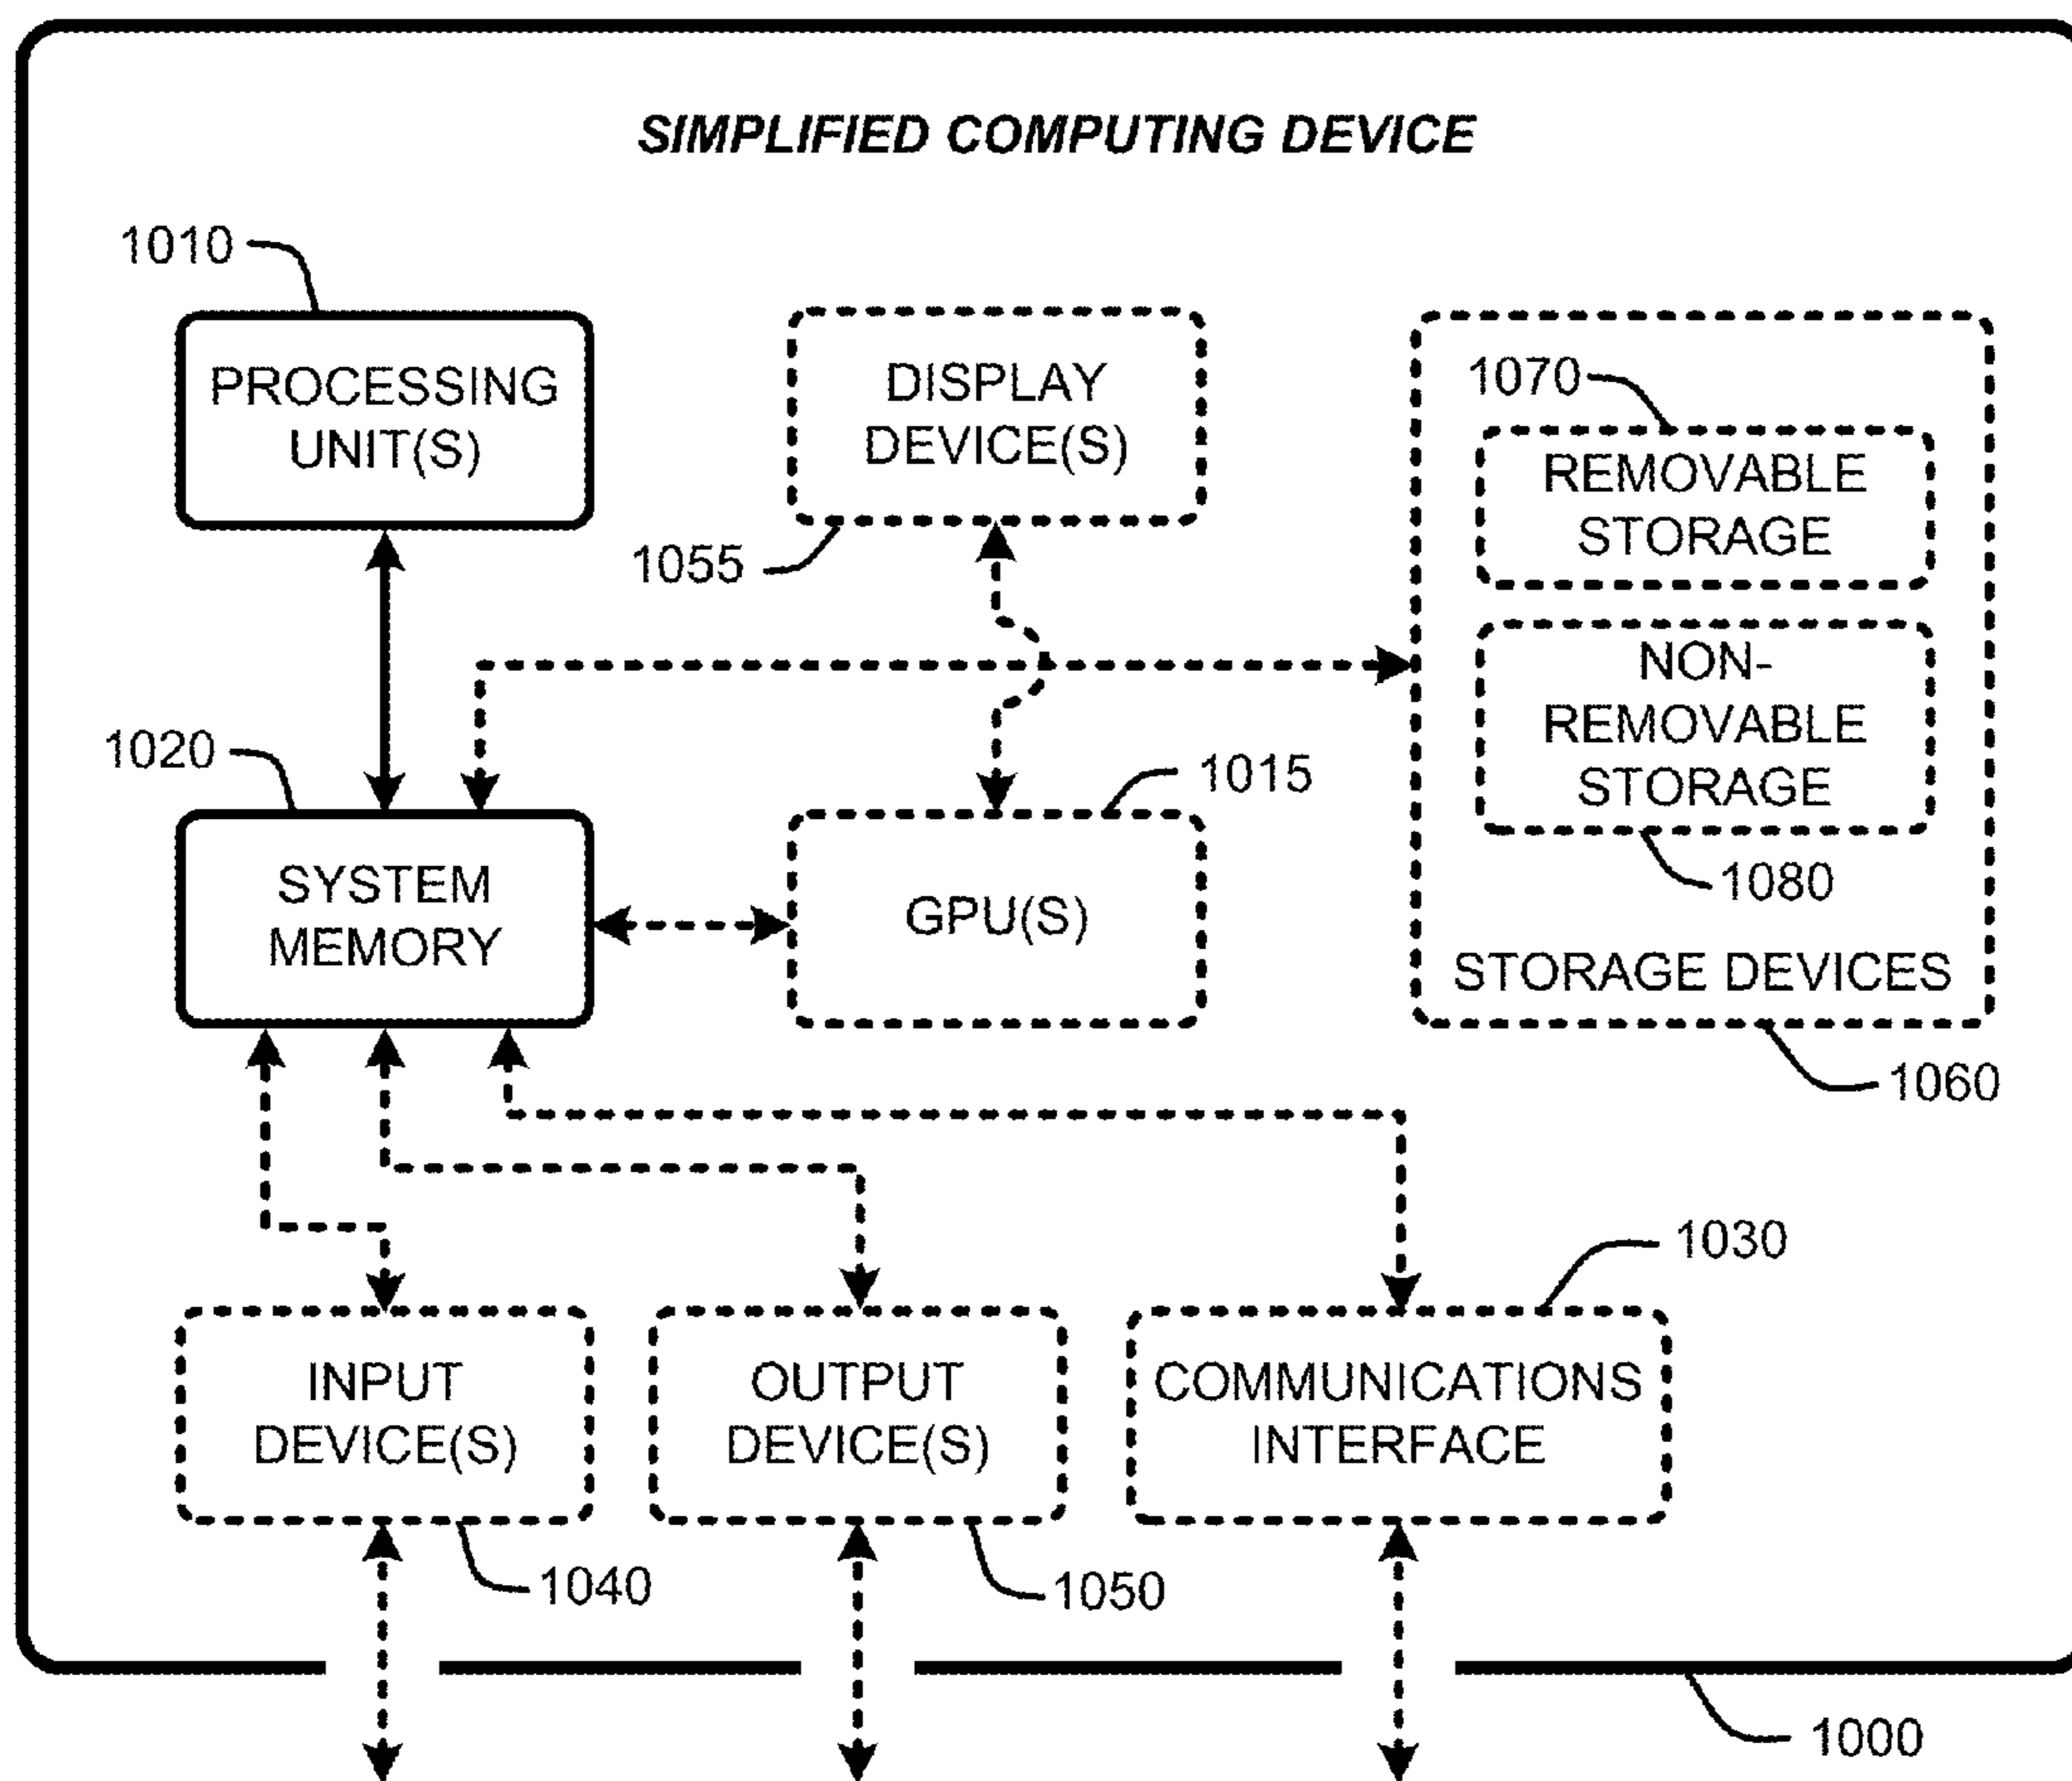 SIMPLIFIED COMPUTING DEVICE
1010
PROCESSING
UNIT(S)
DISPLAY
DEVICE(S)
1055
1070
REMOVABLE
STORAGE
NON-
REMOVABLE
STORAGE
1080
STORAGE DEVICES
1060
1020
SYSTEM
MEMORY
1015
GPU(S)
1030
INPUT
DEVICE(S)
1040
OUTPUT
DEVICE(S)
1050
COMMUNICATIONS
INTERFACE
1000